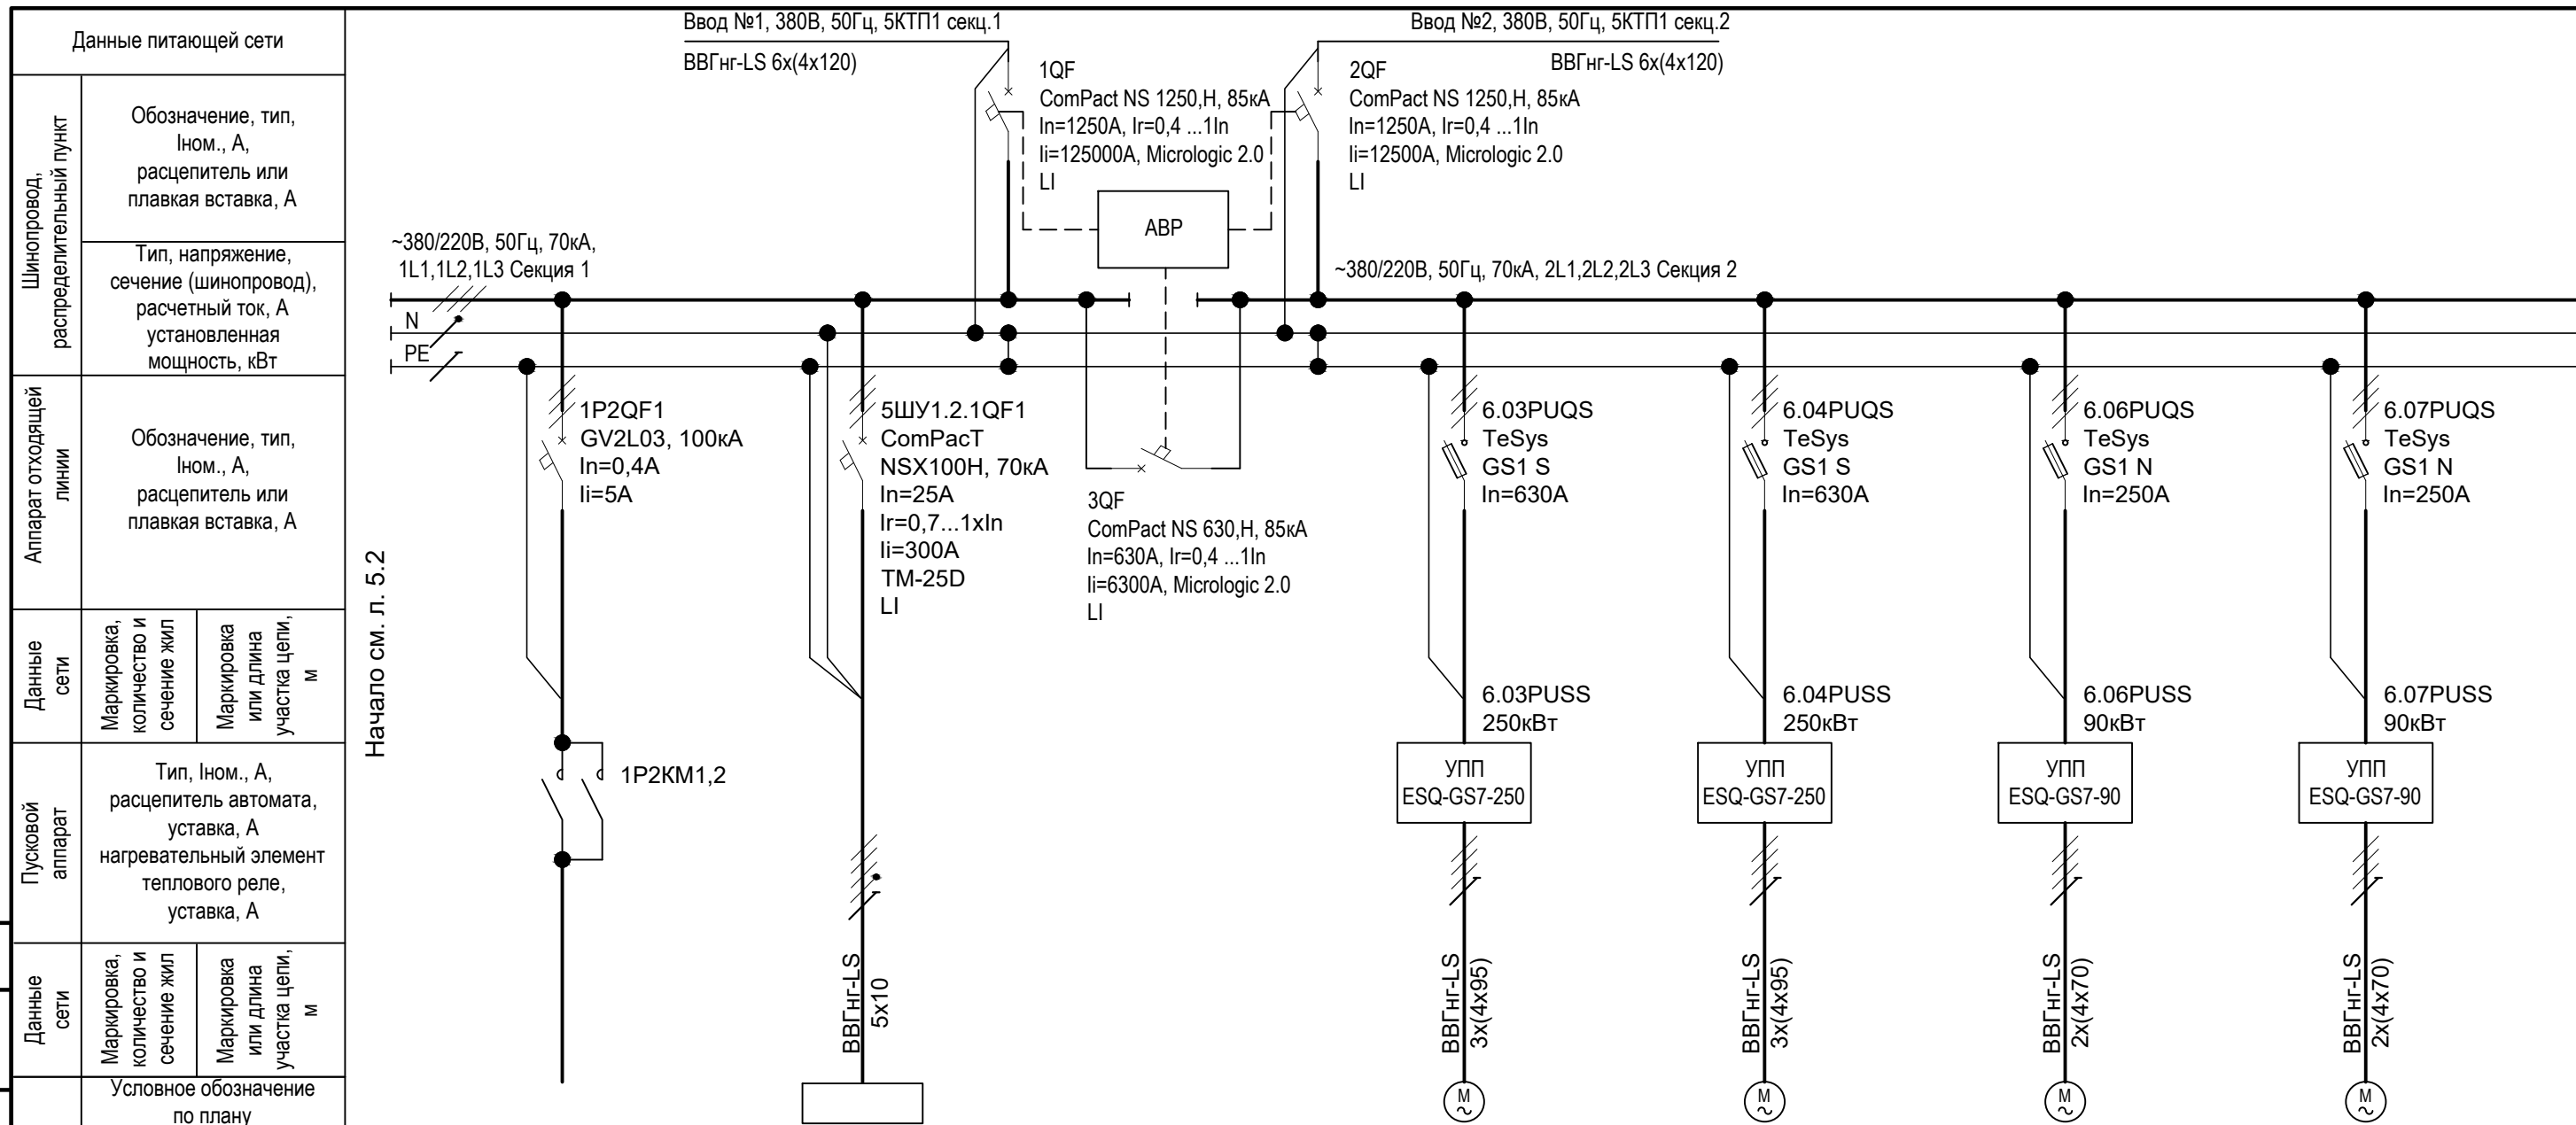 Данные питающей сети
Шинопровод,
распределительный пункт
Обозначение, тип,
Iном., А,
расцепитель или
плавкая вставка, А
Тип, напряжение,
сечение (шинопровод),
расчетный ток, А
установленная
мощность, кВт
Аппарат отходящей
линии
Обозначение, тип,
Iном., А,
расцепитель или
плавкая вставка, А
Данные
сети
Маркировка,
количество и
сечение жил
Маркировка
или длина
участка цепи,
м
Пусковой
аппарат
Тип, Iном., А,
расцепитель автомата,
уставка, А
нагревательный элемент
теплового реле,
уставка, А
Данные
сети
Маркировка,
количество и
сечение жил
Маркировка
или длина
участка цепи,
м
Условное обозначение
по плану
Начало см. л. 5.2
Ввод №1, 380В, 50Гц, 5КТП1 секц.1
ВВГнг-LS 6х(4х120)
1QF
ComPact NS 1250,H, 85кА
In=1250A, Ir=0,4 ...1In
Ii=125000A, Micrologic 2.0
LI
Ввод №2, 380В, 50Гц, 5КТП1 секц.2
ВВГнг-LS 6х(4х120)
2QF
ComPact NS 1250,H, 85кА
In=1250A, Ir=0,4 ...1In
Ii=12500A, Micrologic 2.0
LI
АВР
~380/220В, 50Гц, 70кА,
1L1,1L2,1L3 Секция 1
~380/220В, 50Гц, 70кА, 2L1,2L2,2L3 Секция 2
N
PE
1P2QF1
GV2L03, 100кА
In=0,4A
Ii=5A
1P2КМ1,2
5ШУ1.2.1QF1
ComPacT
NSX100H, 70кА
In=25A
Ir=0,7...1xIn
Ii=300A
TM-25D
LI
ВВГнг-LS
5х10
3QF
ComPact NS 630,H, 85кА
In=630A, Ir=0,4 ...1In
Ii=6300A, Micrologic 2.0
LI
6.03PUQS
TeSys
GS1 S
In=630A
6.03PUSS
250кВт
УПП
ESQ-GS7-250
ВВГнг-LS
3х(4х95)
M
~
6.04PUQS
TeSys
GS1 S
In=630A
6.04PUSS
250кВт
УПП
ESQ-GS7-250
ВВГнг-LS
3х(4х95)
M
~
6.06PUQS
TeSys
GS1 N
In=250A
6.06PUSS
90кВт
УПП
ESQ-GS7-90
ВВГнг-LS
2х(4х70)
M
~
6.07PUQS
TeSys
GS1 N
In=250A
6.07PUSS
90кВт
УПП
ESQ-GS7-90
ВВГнг-LS
2х(4х70)
M
~